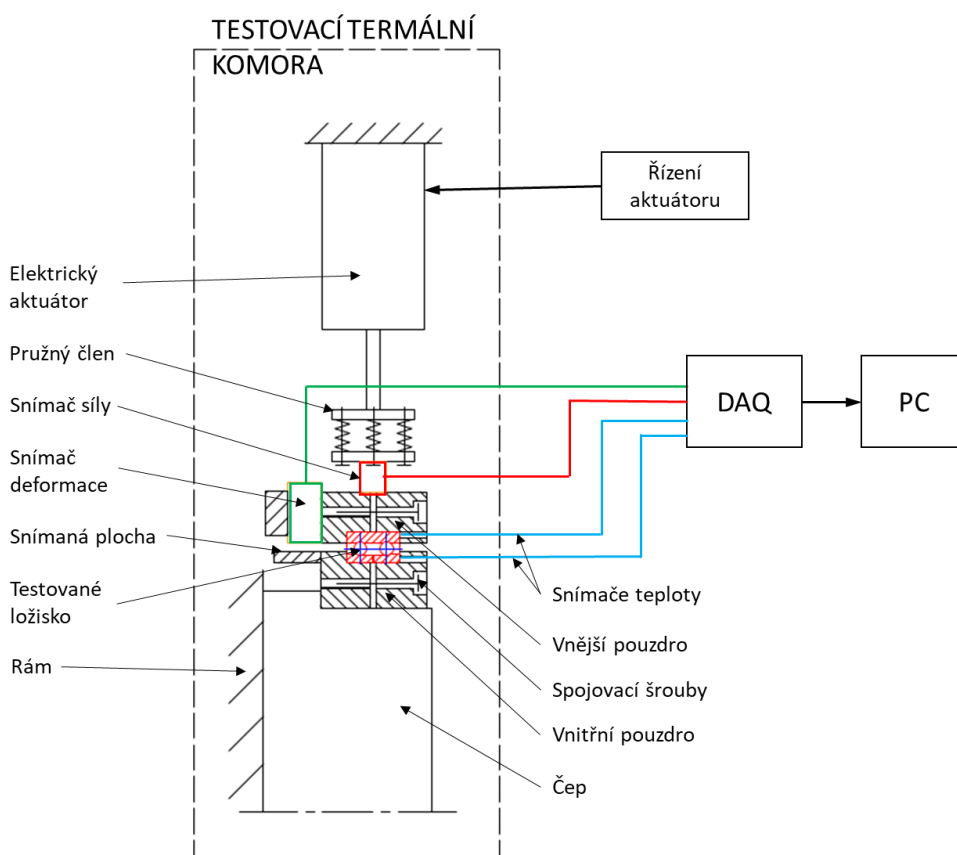 TESTOVACÍ TERMÁLNÍ
KOMORA
Řízení
aktuátoru
Elektrický
aktuátor
Pružný člen
Snímač síly
Snímač
deformace
Snímaná plocha
Testované
ložisko
Rám
DAQ
PC
Snímače teploty
Vnější pouzdro
Spojovací šrouby
Vnitřní pouzdro
Čep